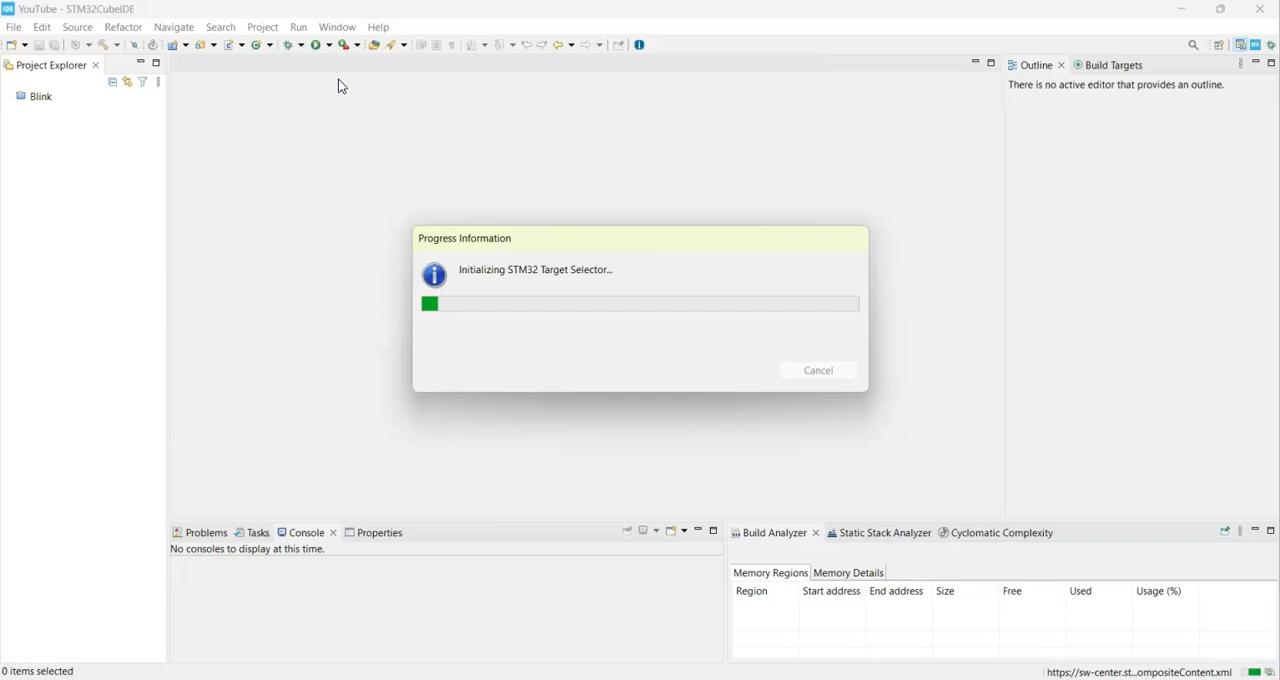 IDE YouTube - STM32CubeIDE
File Edit Source Refactor Navigate Search Project Run Window Help
Project Explorer
Blink
Outline Build Targets
There is no active editor that provides an outline.
Progress Information
Initializing STM32 Target Selector...
Cancel
Problems Tasks Console Properties
No consoles to display at this time.
Build Analyzer Static Stack Analyzer Cyclomatic Complexity
Memory Regions Memory Details
Region Start address End address Size Free Used Usage (%)
0 items selected
https://sw-center.st...ompositeContent.xml